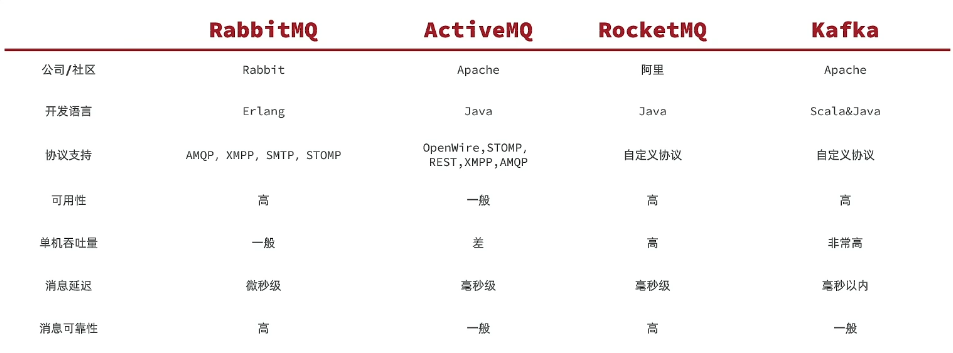 RabbitMQ ActiveMQ RocketMQ Kafka
公司/社区 Rabbit Apache 阿里 Apache
开发语言 Erlang Java Java Scala&Java
协议支持 AMQP, XMPP, SMTP, STOMP OpenWire,STOMP, 自定义协议 自定义协议
REST,XMPP,AMQP
可用性 高 一般 高 高
单机吞吐量 一般 差 高 非常高
消息延迟 微秒级 毫秒级 毫秒级 毫秒以内
消息可靠性 高 一般 高 一般